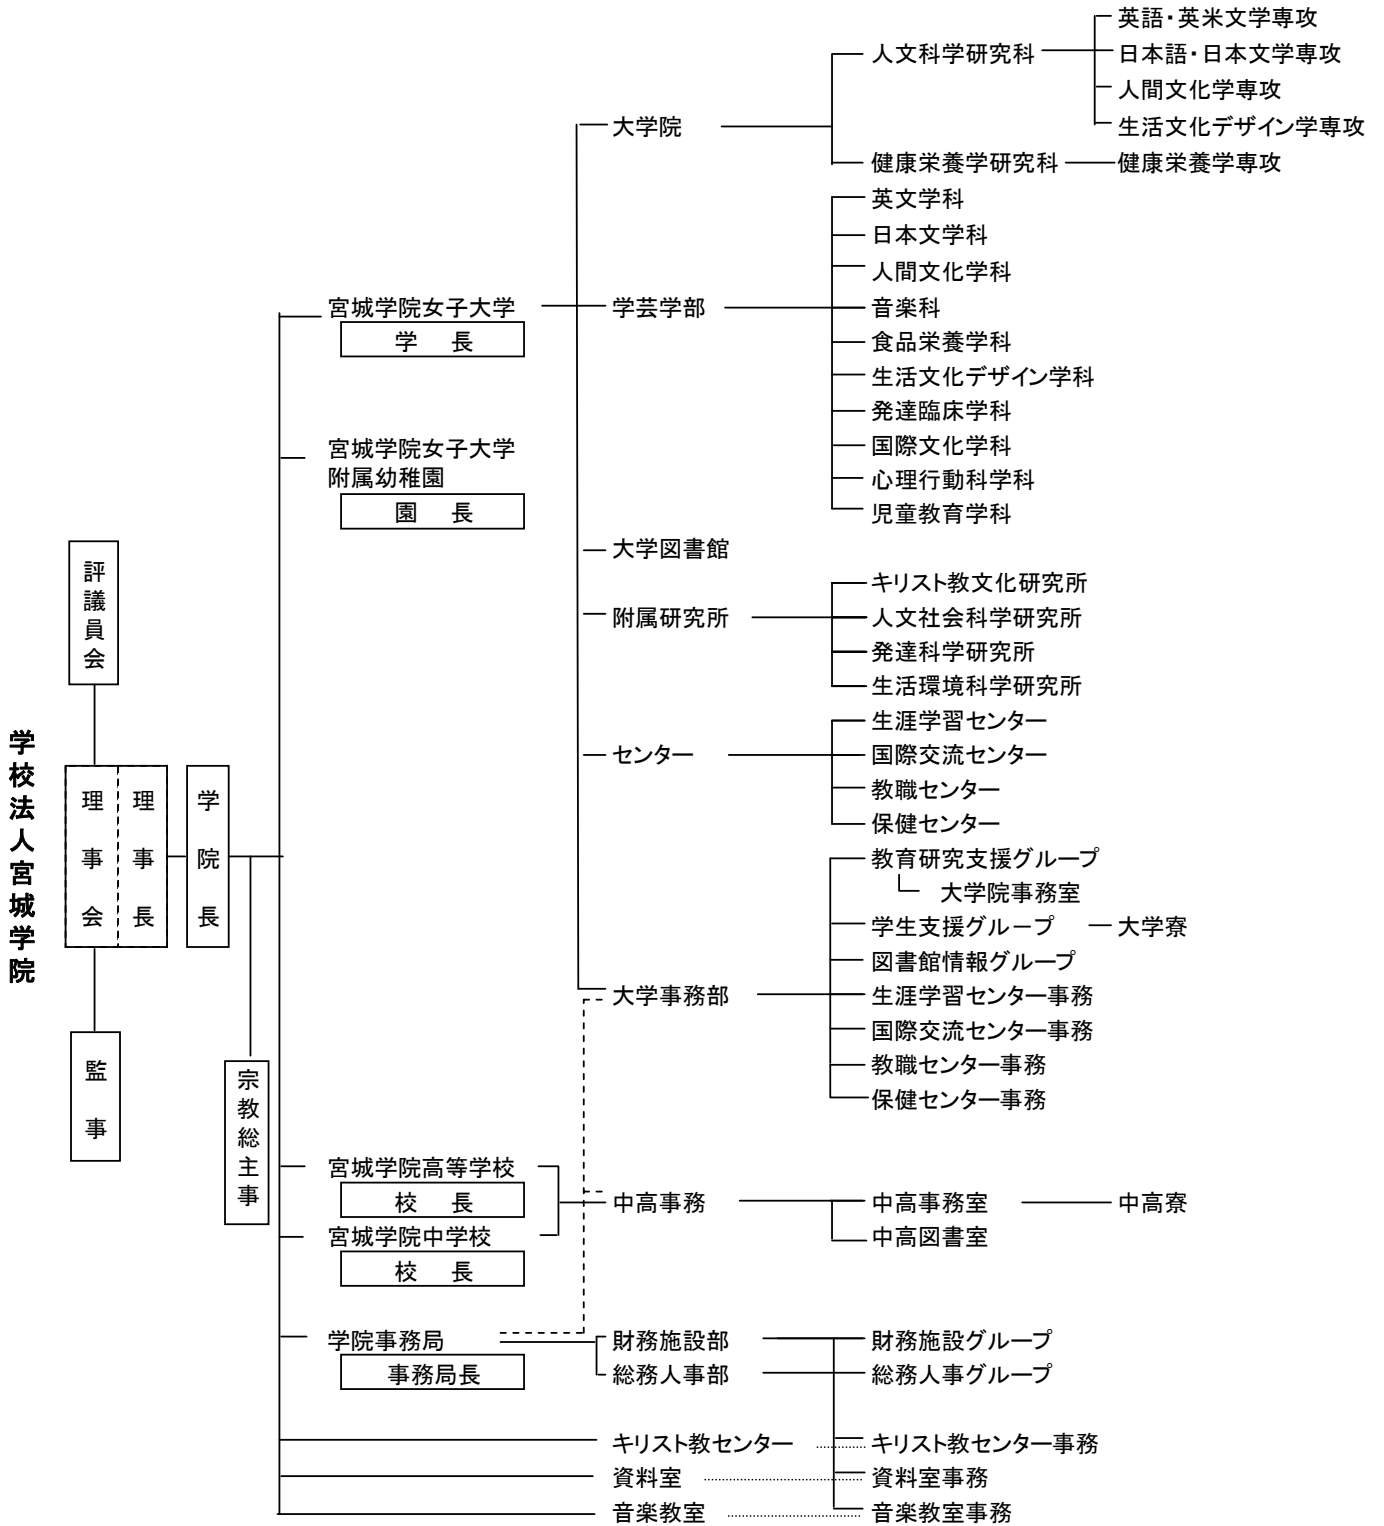 学校法人宮城学院
評議員会
理事会
理事長
学院長
監事
宗教総主事
宮城学院女子大学
学 長
宮城学院女子大学
附属幼稚園
園 長
宮城学院高等学校
校 長
宮城学院中学校
校 長
学院事務局
事務局長
大学院
学芸学部
大学図書館
附属研究所
センター
大学事務部
中高事務
財務施設部
総務人事部
キリスト教センター
資料室
音楽教室
人文科学研究科
健康栄養学研究科
英文学科
日本文学科
人間文化学科
音楽科
食品栄養学科
生活文化デザイン学科
発達臨床学科
国際文化学科
心理行動科学科
児童教育学科
キリスト教文化研究所
人文社会科学研究所
発達科学研究所
生活環境科学研究所
生涯学習センター
国際交流センター
教職センター
保健センター
教育研究支援グループ
大学院事務室
学生支援グループ
図書館情報グループ
生涯学習センター事務
国際交流センター事務
教職センター事務
保健センター事務
中高事務室
中高図書室
財務施設グループ
総務人事グループ
キリスト教センター事務
資料室事務
音楽教室事務
英語・英米文学専攻
日本語・日本文学専攻
人間文化学専攻
生活文化デザイン学専攻
健康栄養学専攻
大学寮
中高寮